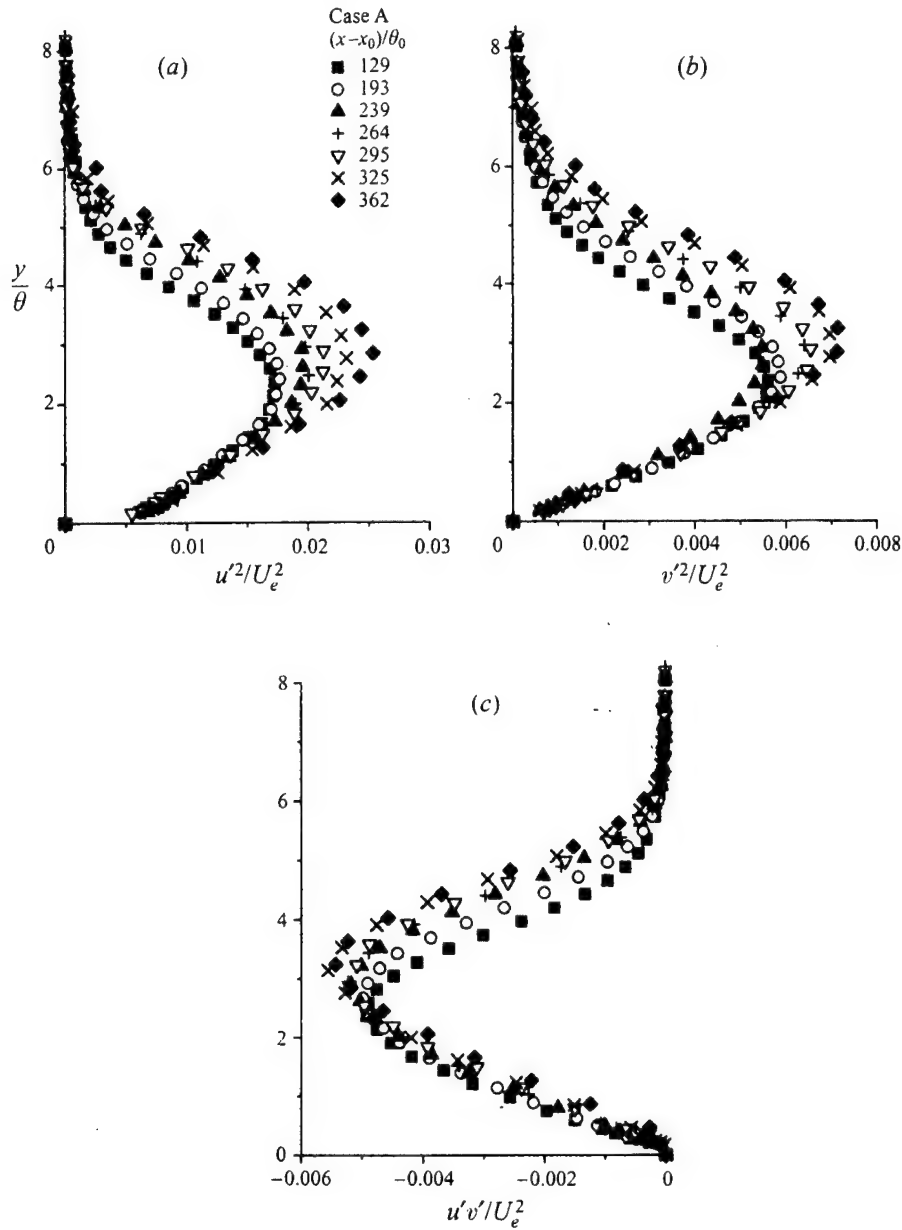 Case A
(x−x₀)/θ₀
■ 129
○ 193
▲ 239
+ 264
▽ 295
× 325
◆ 362
(a)
8
6
y/θ
4
2
0
0 0.01 0.02 0.03
u′²/Uₑ²
(b)
8
6
4
2
0
0 0.002 0.004 0.006 0.008
v′²/Uₑ²
(c)
8
6
4
2
0
−0.006 −0.004 −0.002 0
u′v′/Uₑ²